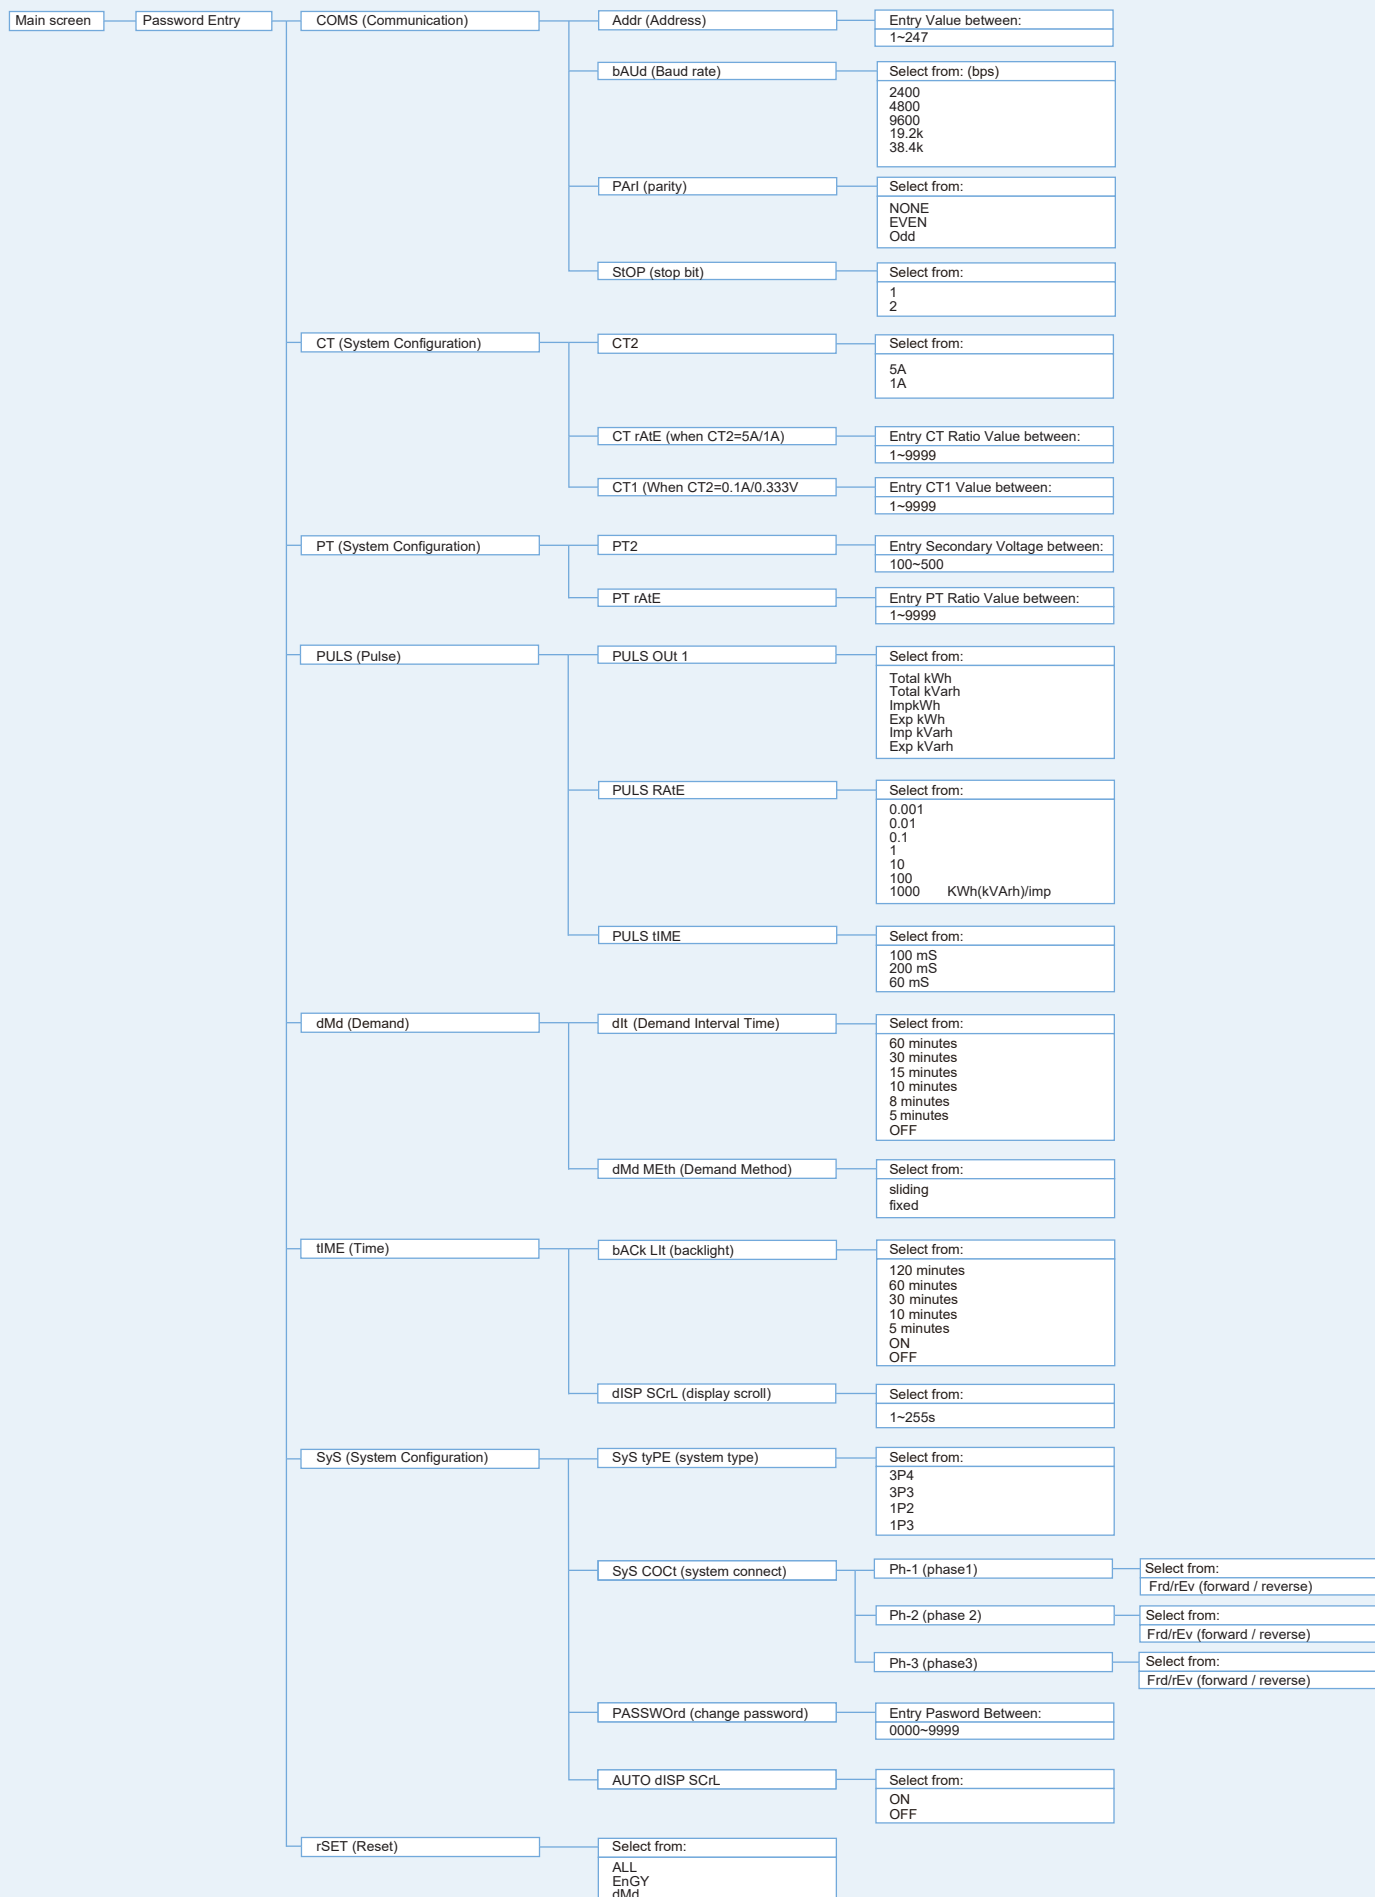 Main screen
Password Entry
COMS (Communication)
Addr (Address)
Entry Value between:
1~247
bAUd (Baud rate)
Select from: (bps)
2400
4800
9600
19.2k
38.4k
PArI (parity)
Select from:
NONE
EVEN
Odd
StOP (stop bit)
Select from:
1
2
CT (System Configuration)
CT2
Select from:
5A
1A
CT rAtE (when CT2=5A/1A)
Entry CT Ratio Value between:
1~9999
CT1 (When CT2=0.1A/0.333V
Entry CT1 Value between:
1~9999
PT (System Configuration)
PT2
Entry Secondary Voltage between:
100~500
PT rAtE
Entry PT Ratio Value between:
1~9999
PULS (Pulse)
PULS OUt 1
Select from:
Total kWh
Total kVarh
ImpkWh
Exp kWh
Imp kVarh
Exp kVarh
PULS RAtE
Select from:
0.001
0.01
0.1
1
10
100
1000 KWh(kVArh)/imp
PULS tIME
Select from:
100 mS
200 mS
60 mS
dMd (Demand)
dIt (Demand Interval Time)
Select from:
60 minutes
30 minutes
15 minutes
10 minutes
8 minutes
5 minutes
OFF
dMd MEth (Demand Method)
Select from:
sliding
fixed
tIME (Time)
bACk LIt (backlight)
Select from:
120 minutes
60 minutes
30 minutes
10 minutes
5 minutes
ON
OFF
dISP SCrL (display scroll)
Select from:
1~255s
SyS (System Configuration)
SyS tyPE (system type)
Select from:
3P4
3P3
1P2
1P3
SyS COCt (system connect)
Ph-1 (phase1)
Select from:
Frd/rEv (forward / reverse)
Ph-2 (phase 2)
Select from:
Frd/rEv (forward / reverse)
Ph-3 (phase3)
Select from:
Frd/rEv (forward / reverse)
PASSWOrd (change password)
Entry Pasword Between:
0000~9999
AUTO dISP SCrL
Select from:
ON
OFF
rSET (Reset)
Select from:
ALL
EnGY
dMd